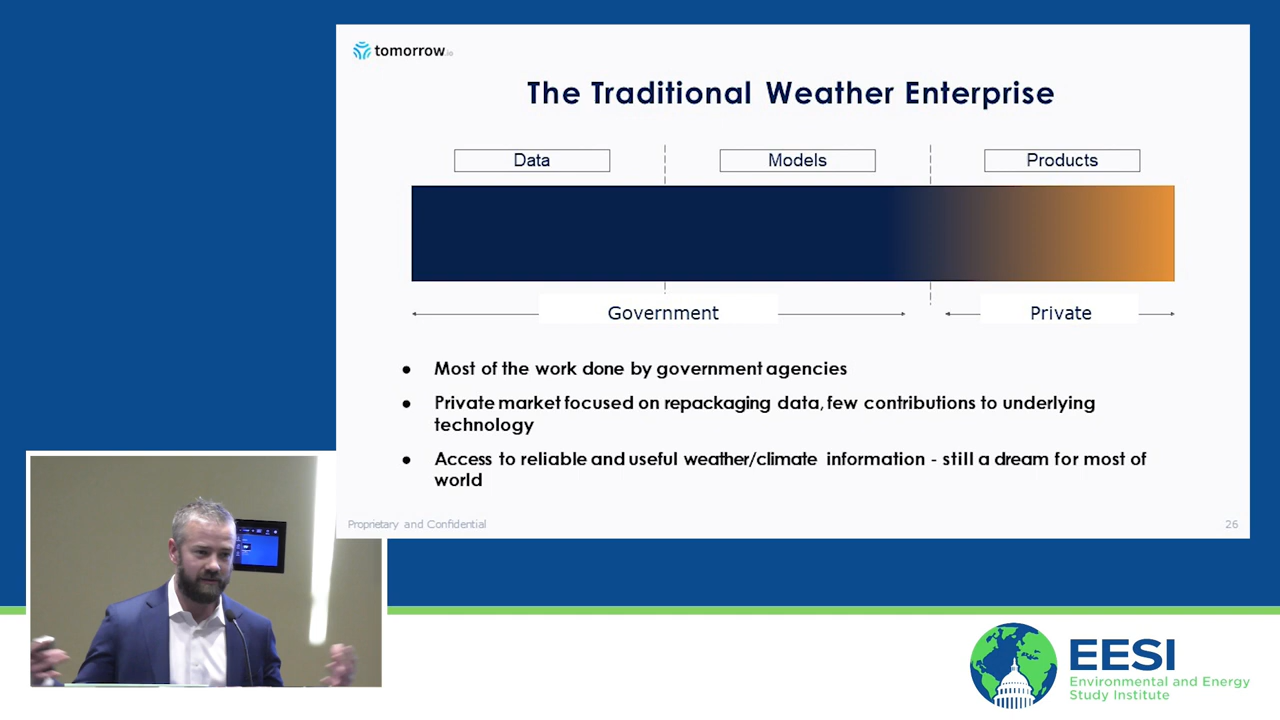 tomorrow.io
The Traditional Weather Enterprise
Data
Models
Products
Government
Private
● Most of the work done by government agencies
● Private market focused on repackaging data, few contributions to underlying
technology
● Access to reliable and useful weather/climate information - still a dream for most of
world
Proprietary and Confidential
26
EESI
Environmental and Energy
Study Institute